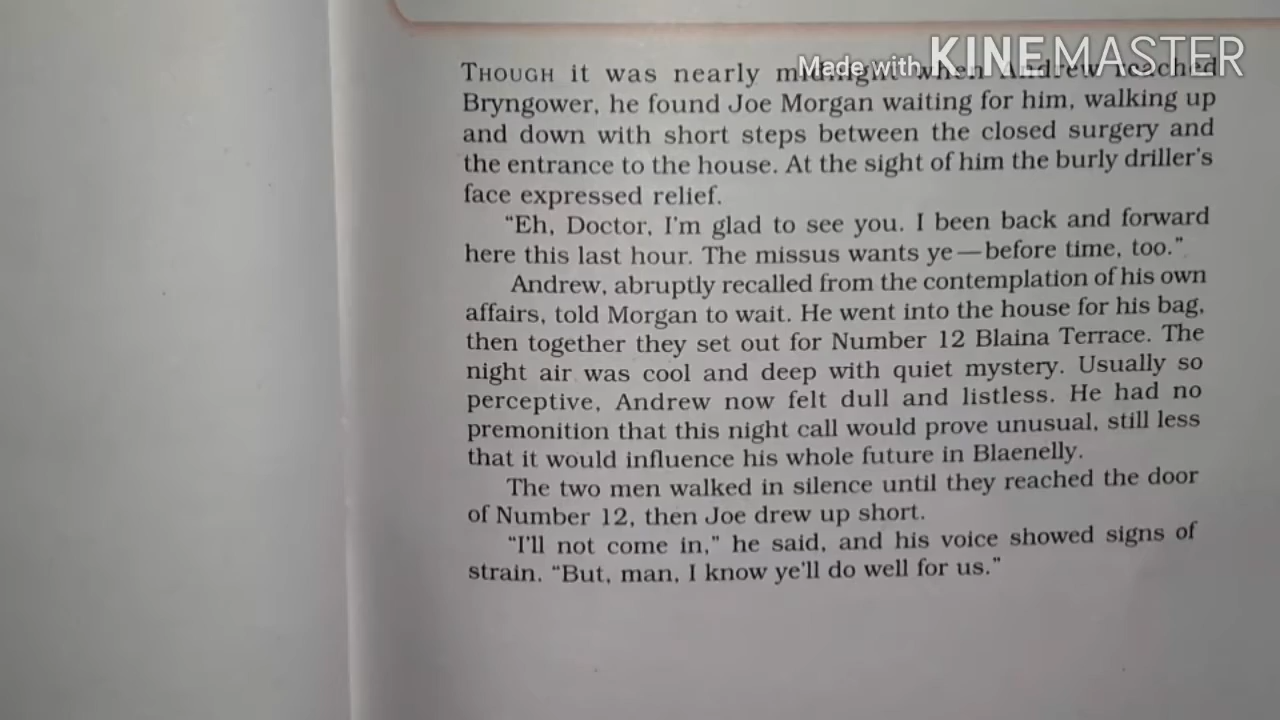 Made with KINEMASTER
THOUGH it was nearly midnight when Andrew reached
Bryngower, he found Joe Morgan waiting for him, walking up
and down with short steps between the closed surgery and
the entrance to the house. At the sight of him the burly driller's
face expressed relief.
"Eh, Doctor, I'm glad to see you. I been back and forward
here this last hour. The missus wants ye — before time, too."
Andrew, abruptly recalled from the contemplation of his own
affairs, told Morgan to wait. He went into the house for his bag,
then together they set out for Number 12 Blaina Terrace. The
night air was cool and deep with quiet mystery. Usually so
perceptive, Andrew now felt dull and listless. He had no
premonition that this night call would prove unusual, still less
that it would influence his whole future in Blaenelly.
The two men walked in silence until they reached the door
of Number 12, then Joe drew up short.
"I'll not come in," he said, and his voice showed signs of
strain. "But, man, I know ye'll do well for us."